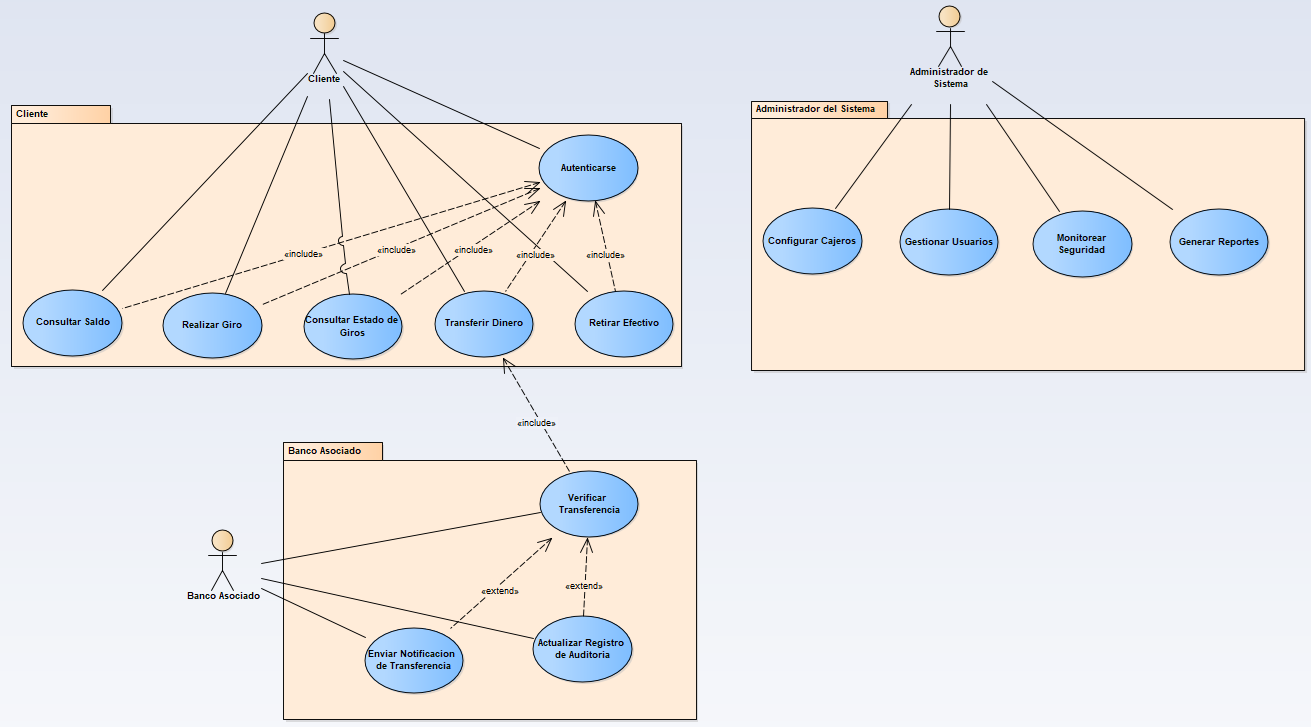 Cliente
Administrador de
Sistema
Cliente
Administrador del Sistema
Autenticarse
Configurar Cajeros
Gestionar Usuarios
Monitorear
Seguridad
Generar Reportes
«include»
«include»
«include»
«include»
«include»
Consultar Saldo
Realizar Giro
Consultar Estado de
Giros
Transferir Dinero
Retirar Efectivo
«include»
Banco Asociado
Verificar
Transferencia
«extend»
«extend»
Banco Asociado
Enviar Notificacion
de Transferencia
Actualizar Registro
de Auditoria